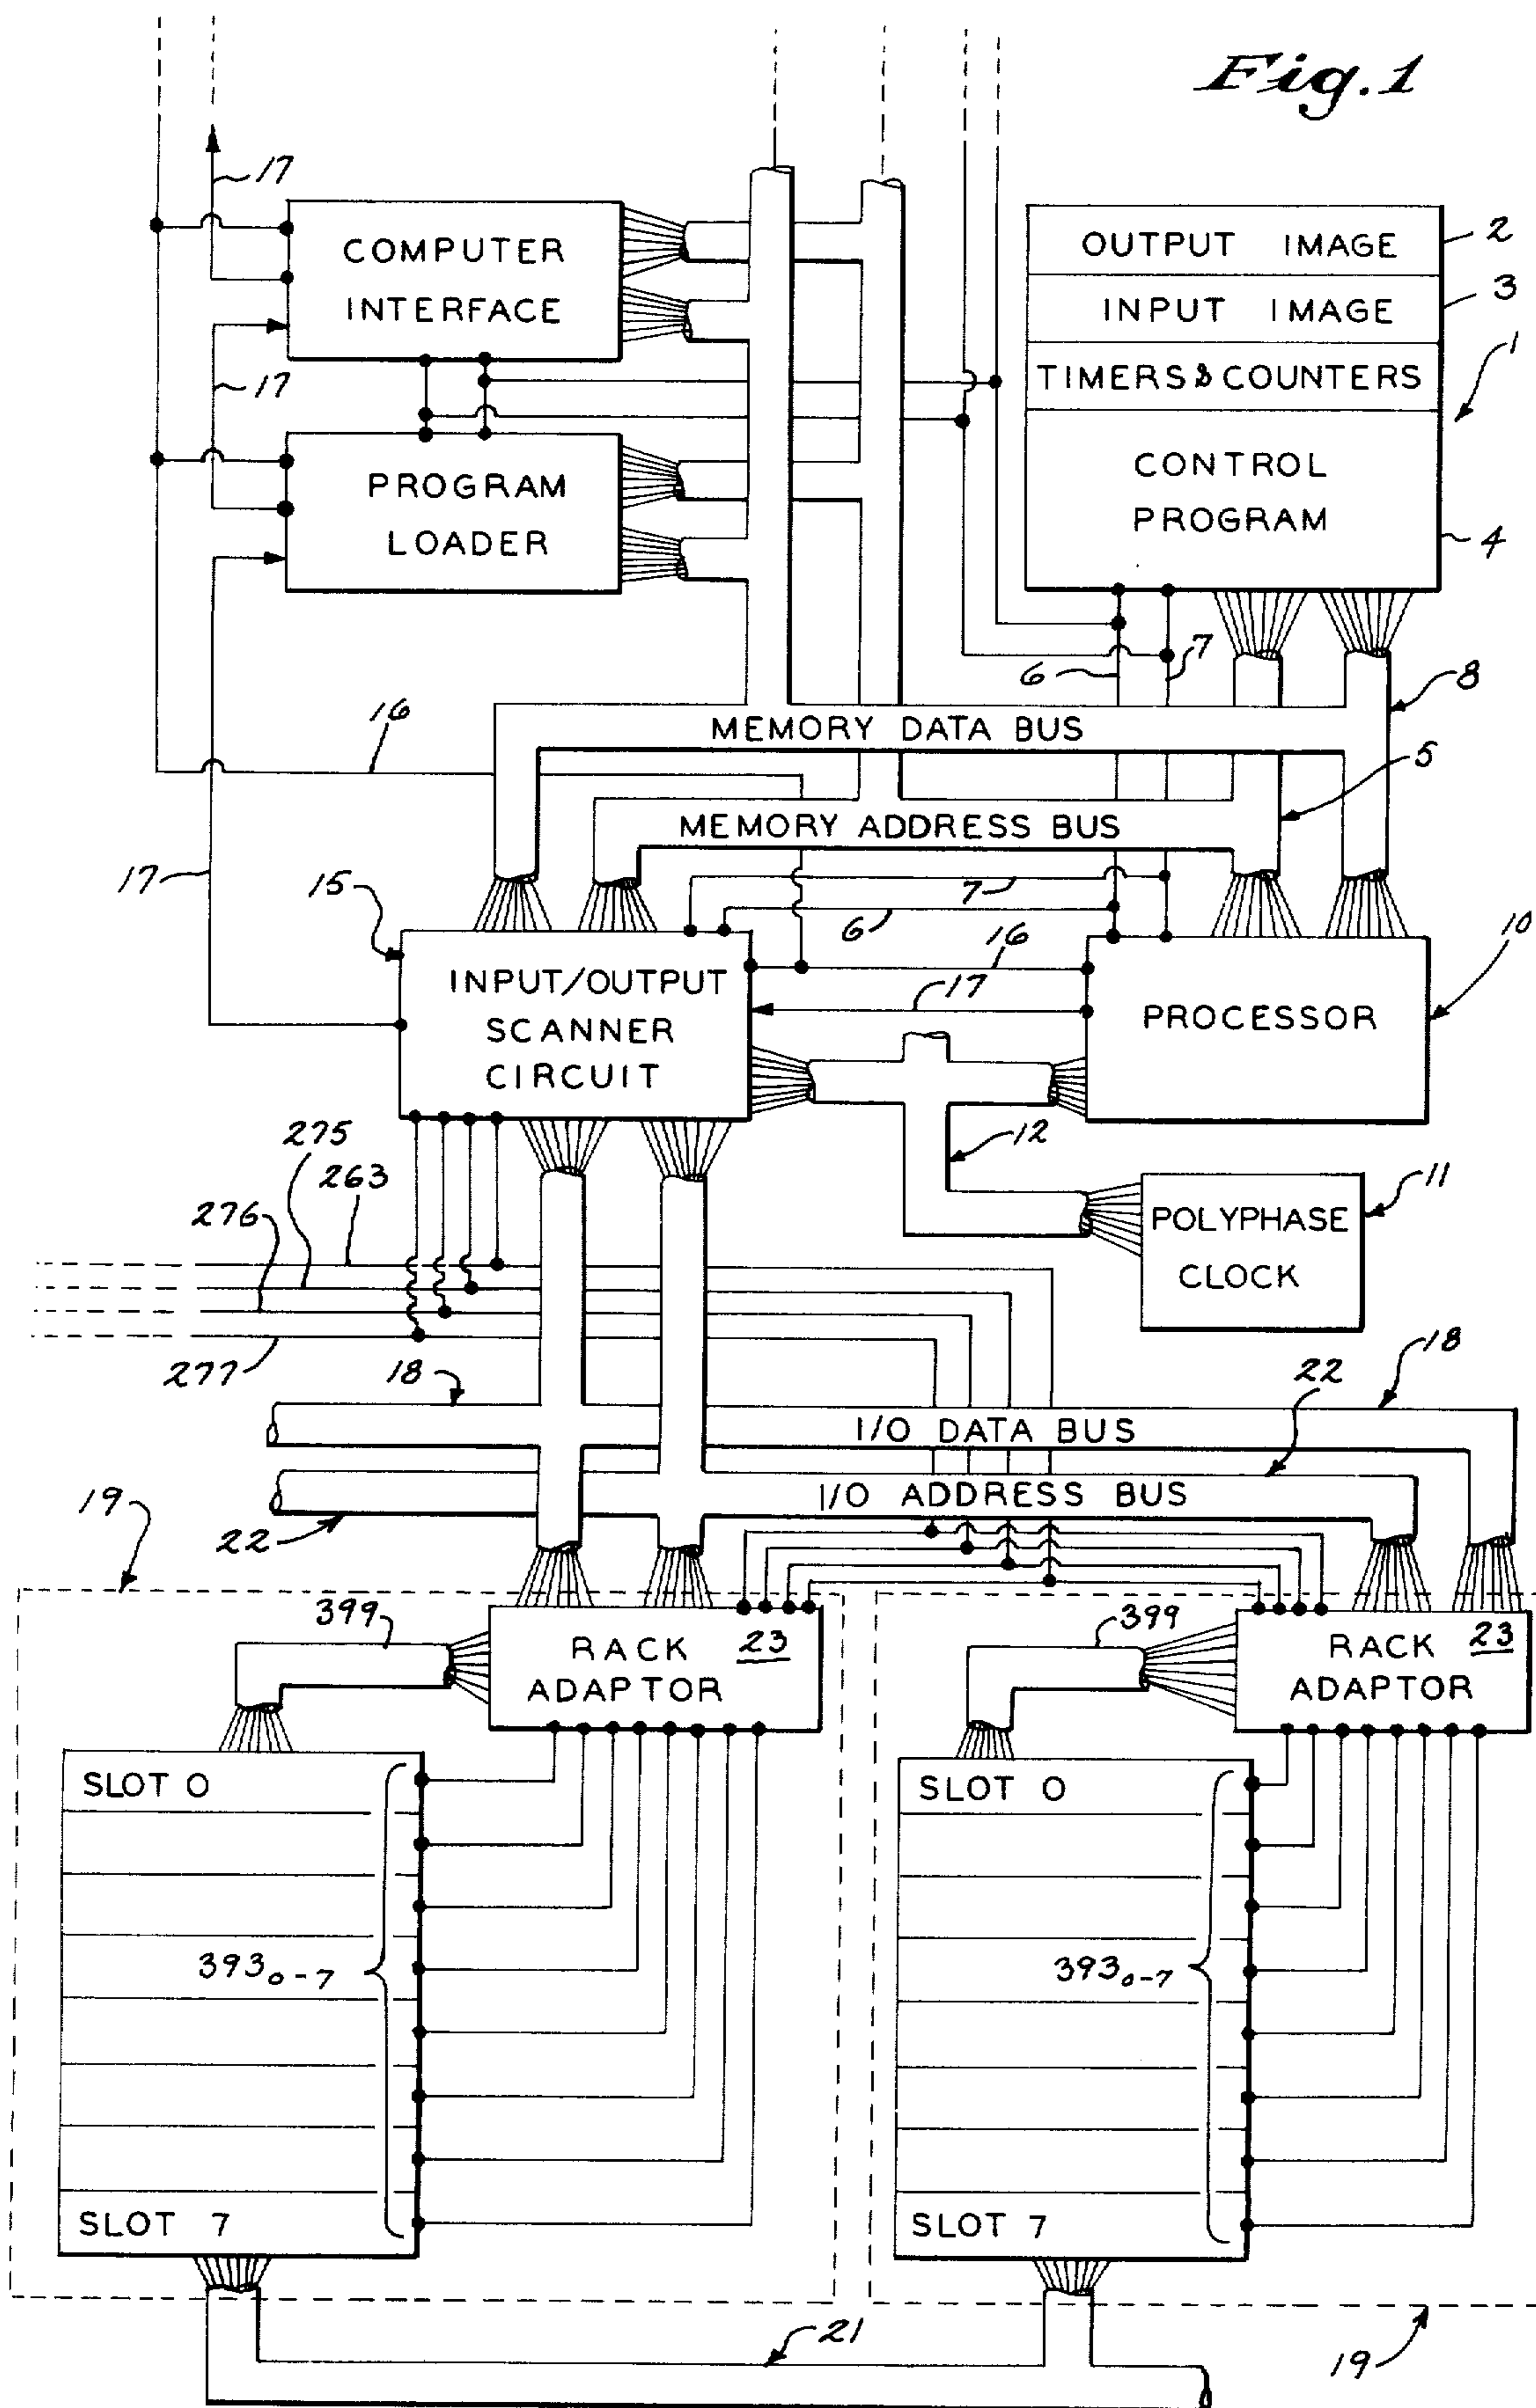 Fig. 1
17
COMPUTER
INTERFACE
OUTPUT IMAGE
2
INPUT IMAGE
3
TIMERS & COUNTERS
1
17
PROGRAM
LOADER
CONTROL
PROGRAM
4
6
7
8
16
MEMORY DATA BUS
5
MEMORY ADDRESS BUS
17
15
7
6
16
10
INPUT/OUTPUT
SCANNER
CIRCUIT
17
PROCESSOR
275
12
263
11
276
POLYPHASE
CLOCK
277
18
22
18
I/O DATA BUS
19
I/O ADDRESS BUS
22
399
RACK
ADAPTOR
23
399
RACK
ADAPTOR
23
SLOT 0
SLOT 0
393 0-7
393 0-7
SLOT 7
SLOT 7
21
19